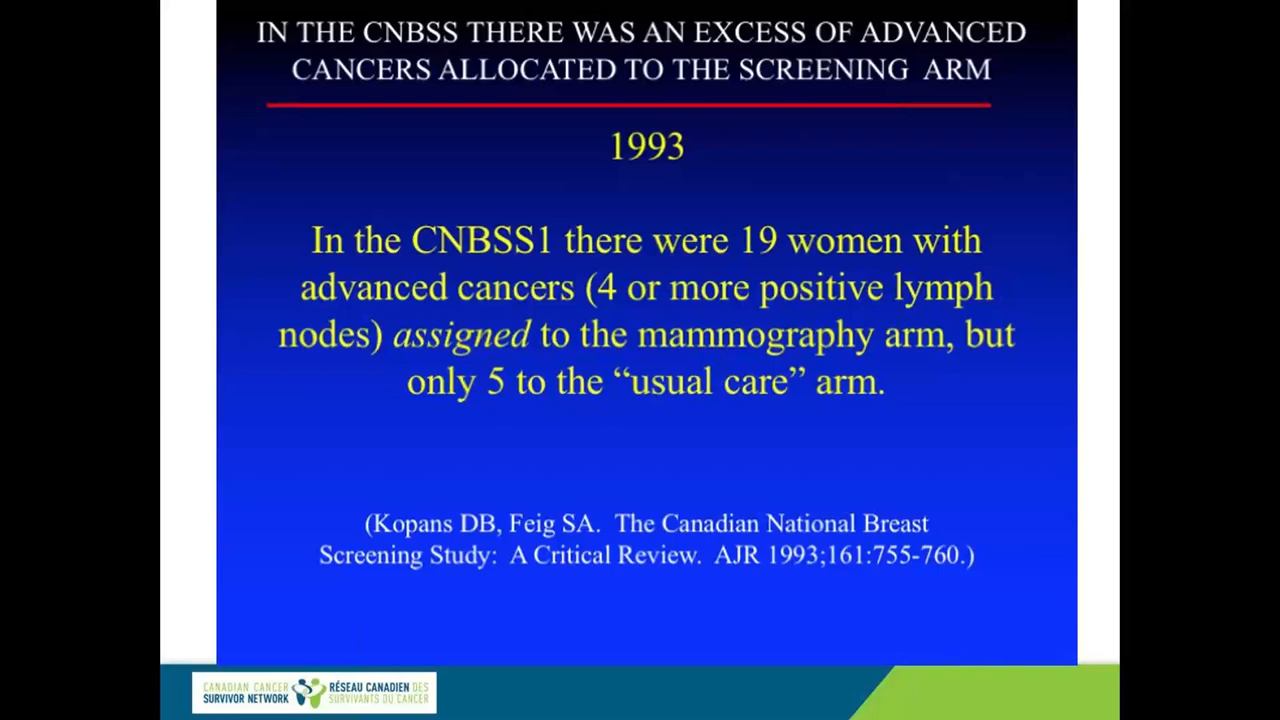 IN THE CNBSS THERE WAS AN EXCESS OF ADVANCED
CANCERS ALLOCATED TO THE SCREENING ARM
1993
In the CNBSS1 there were 19 women with
advanced cancers (4 or more positive lymph
nodes) assigned to the mammography arm, but
only 5 to the “usual care” arm.
(Kopans DB, Feig SA. The Canadian National Breast
Screening Study: A Critical Review. AJR 1993;161:755-760.)
CANADIAN CANCER
SURVIVOR NETWORK
RÉSEAU CANADIEN DES
SURVIVANTS DU CANCER